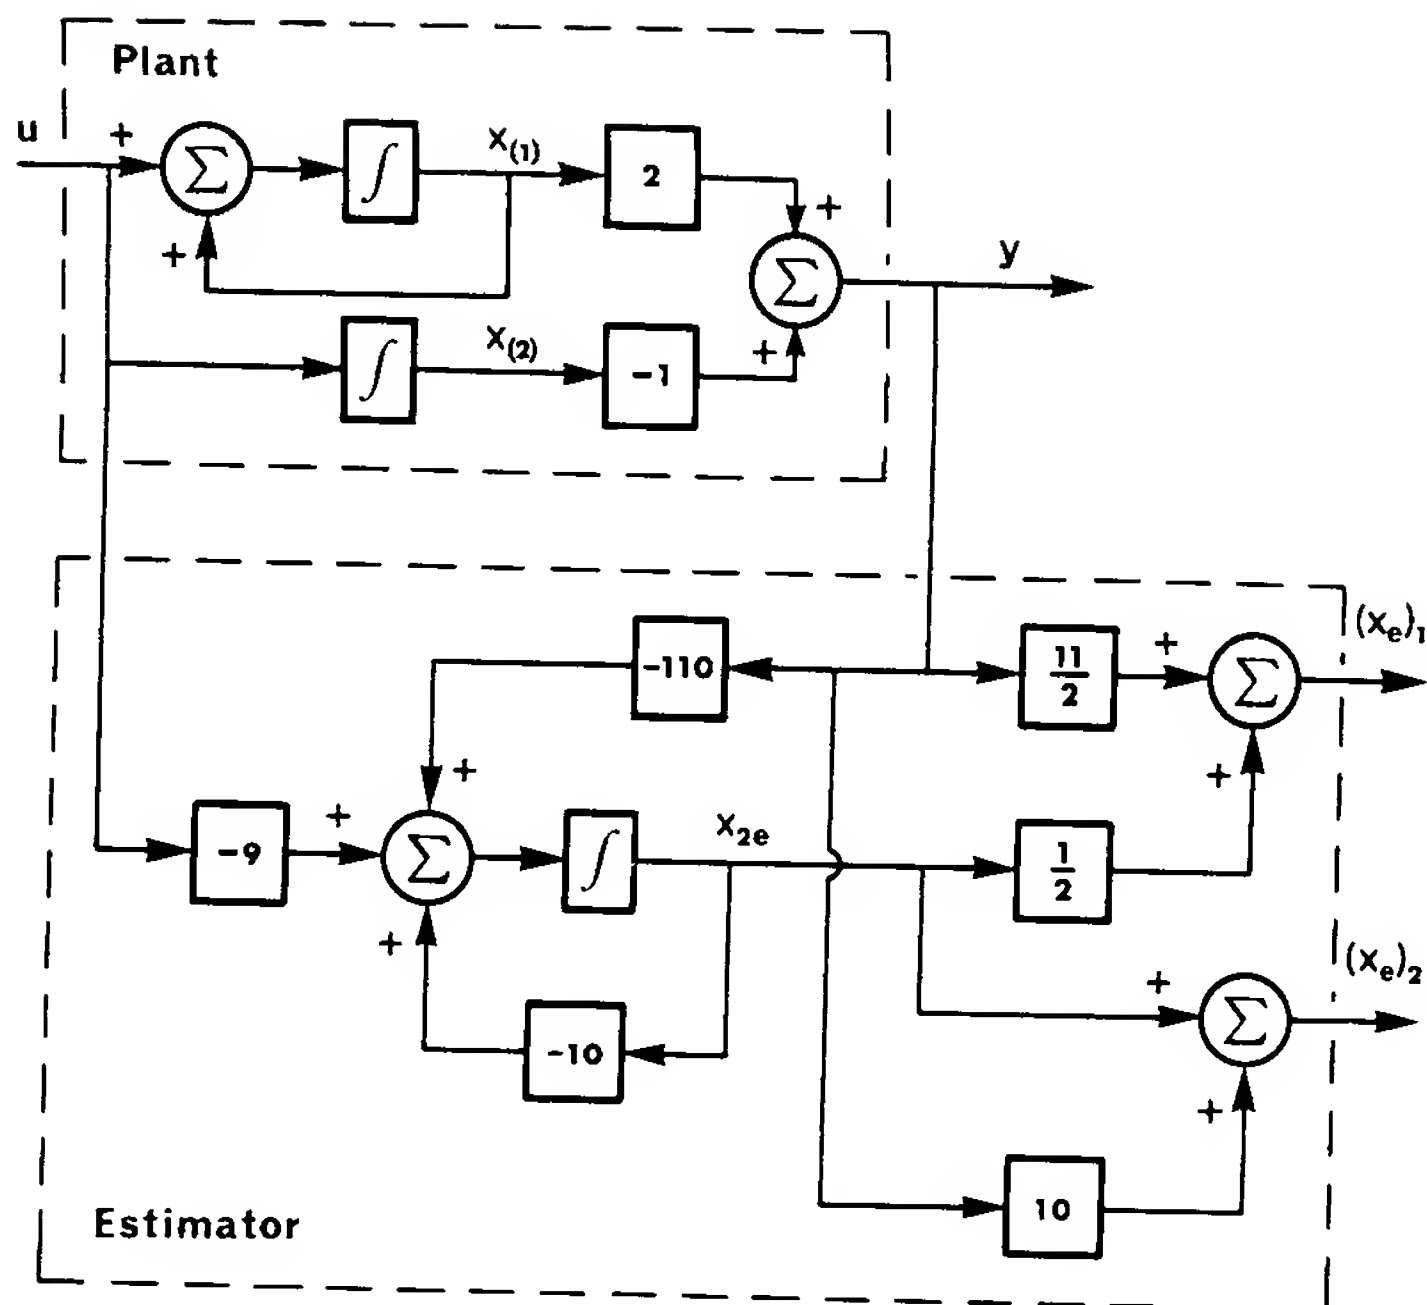 Plant
u
+
Σ
∫
x(1)
2
+
+
Σ
y
∫
x(2)
-1
+
-110
11/2
+
Σ
(xe)1
+
+
-9
+
Σ
∫
x2e
1/2
+
-10
+
Σ
(xe)2
+
10
Estimator